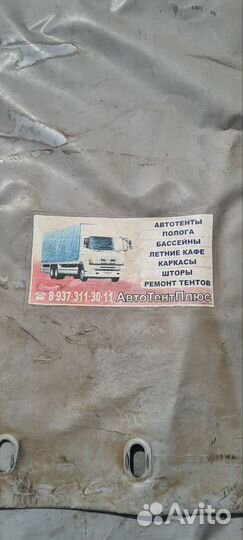 АВТОТЕНТЫ
ПОЛОГА
БАССЕЙНЫ
ЛЕТНИЕ КАФЕ
КАРКАСЫ
ШТОРЫ
РЕМОНТ ТЕНТОВ
☎ 8-937-311-30-11 АвтоТентПлюс
Avito